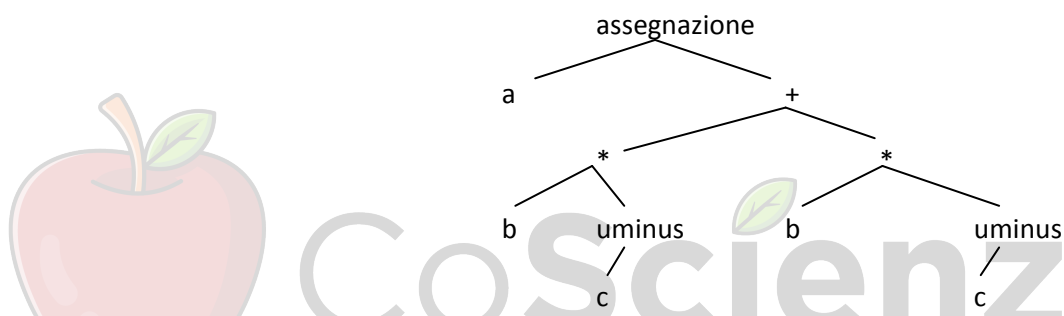 assegnazione
a +
* *
b uminus b uminus
c c
CoScienz